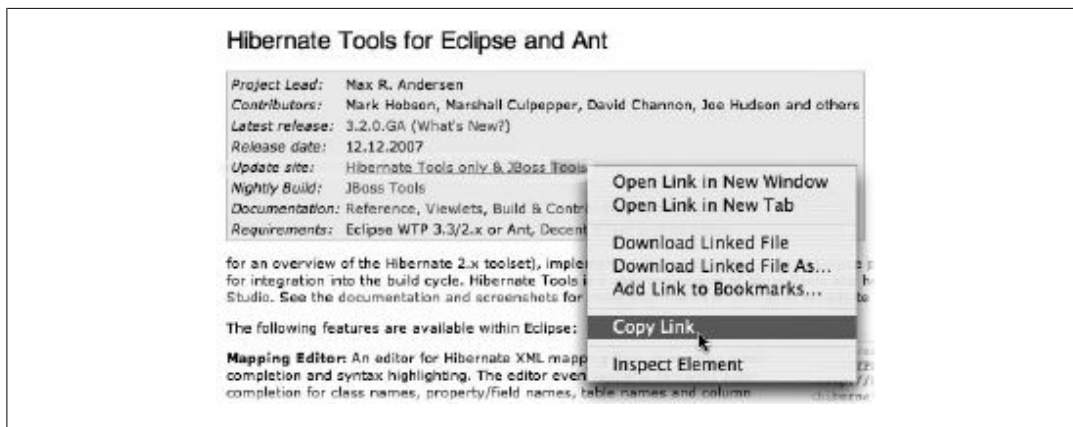 Hibernate Tools for Eclipse and Ant
Project Lead: Max R. Andersen
Contributors: Mark Hobson, Marshall Culpepper, David Channon, Joe Hudson and others
Latest release: 3.2.0.GA (What's New?)
Release date: 12.12.2007
Update site: Hibernate Tools only & JBoss Tools
Nightly Build: JBoss Tools
Documentation: Reference, Viewlets, Build & Contr
Requirements: Eclipse WTP 3.3/2.x or Ant, Decent
Open Link in New Window
Open Link in New Tab
Download Linked File
Download Linked File As...
Add Link to Bookmarks...
Copy Link
Inspect Element
for an overview of the Hibernate 2.x toolset), imple
for integration into the build cycle. Hibernate Tools i
Studio. See the documentation and screenshots for
The following features are available within Eclipse:
Mapping Editor: An editor for Hibernate XML mapp
completion and syntax highlighting. The editor even
completion for class names, property/field names, table names and column